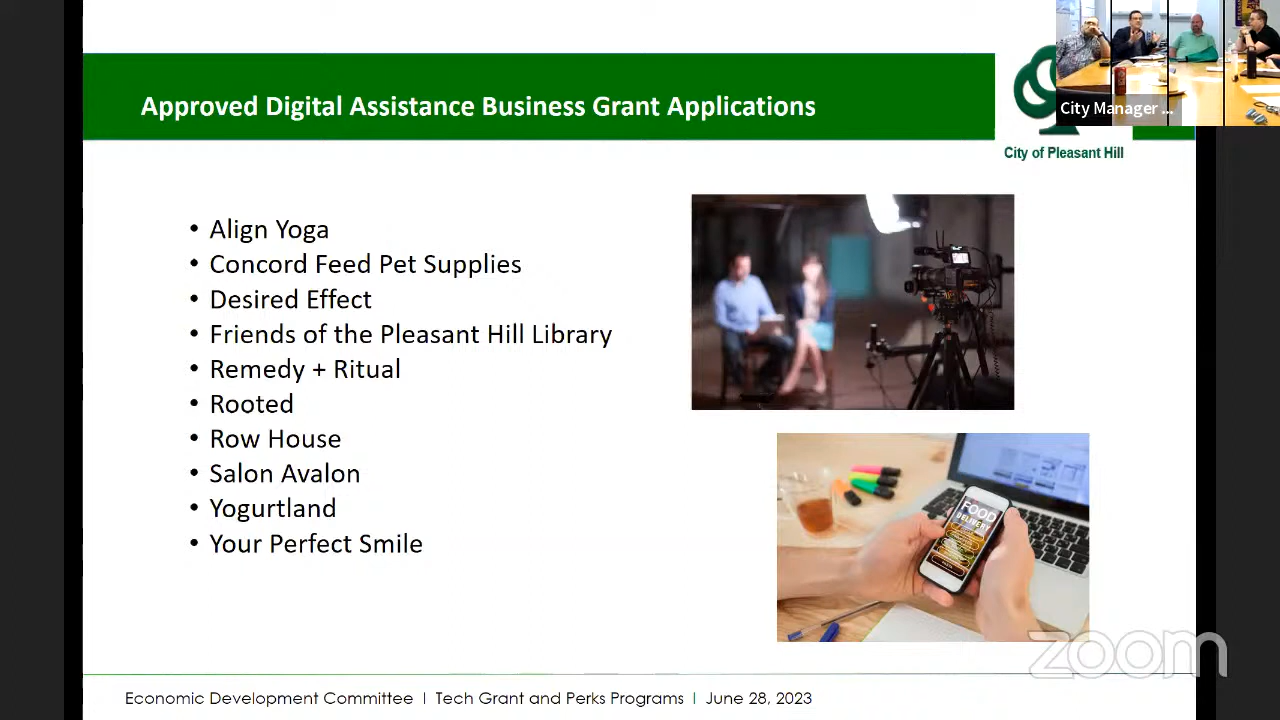 Approved Digital Assistance Business Grant Applications
City Manager ...
City of Pleasant Hill
• Align Yoga
• Concord Feed Pet Supplies
• Desired Effect
• Friends of the Pleasant Hill Library
• Remedy + Ritual
• Rooted
• Row House
• Salon Avalon
• Yogurtland
• Your Perfect Smile
FOOD
DELIVERY
zoom
Economic Development Committee | Tech Grant and Perks Programs | June 28, 2023